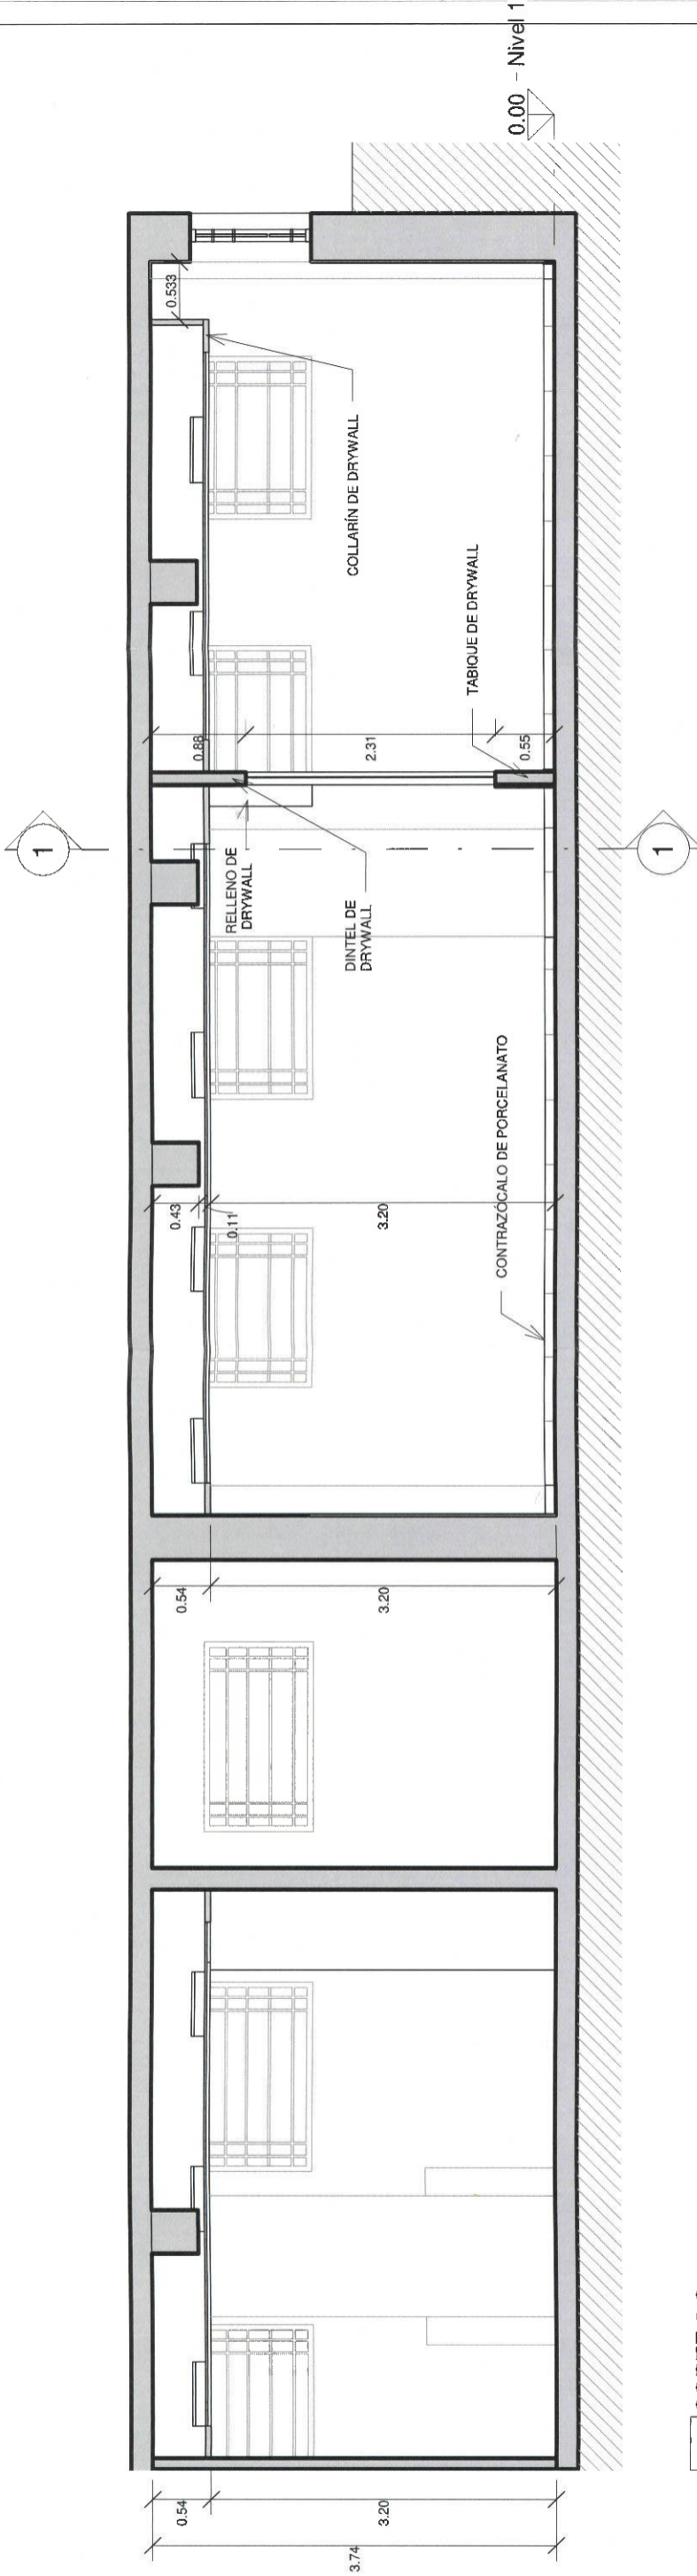 0.00 - Nivel 1
0.533
COLLARÍN DE DRYWALL
TABIQUE DE DRYWALL
0.88
2.31
0.55
1
1
RELLENO DE
DRYWALL
DINTEL DE
DRYWALL
CONTRAZÓCALO DE PORCELANATO
0.43
0.11
3.20
0.54
3.20
0.54
3.20
3.74